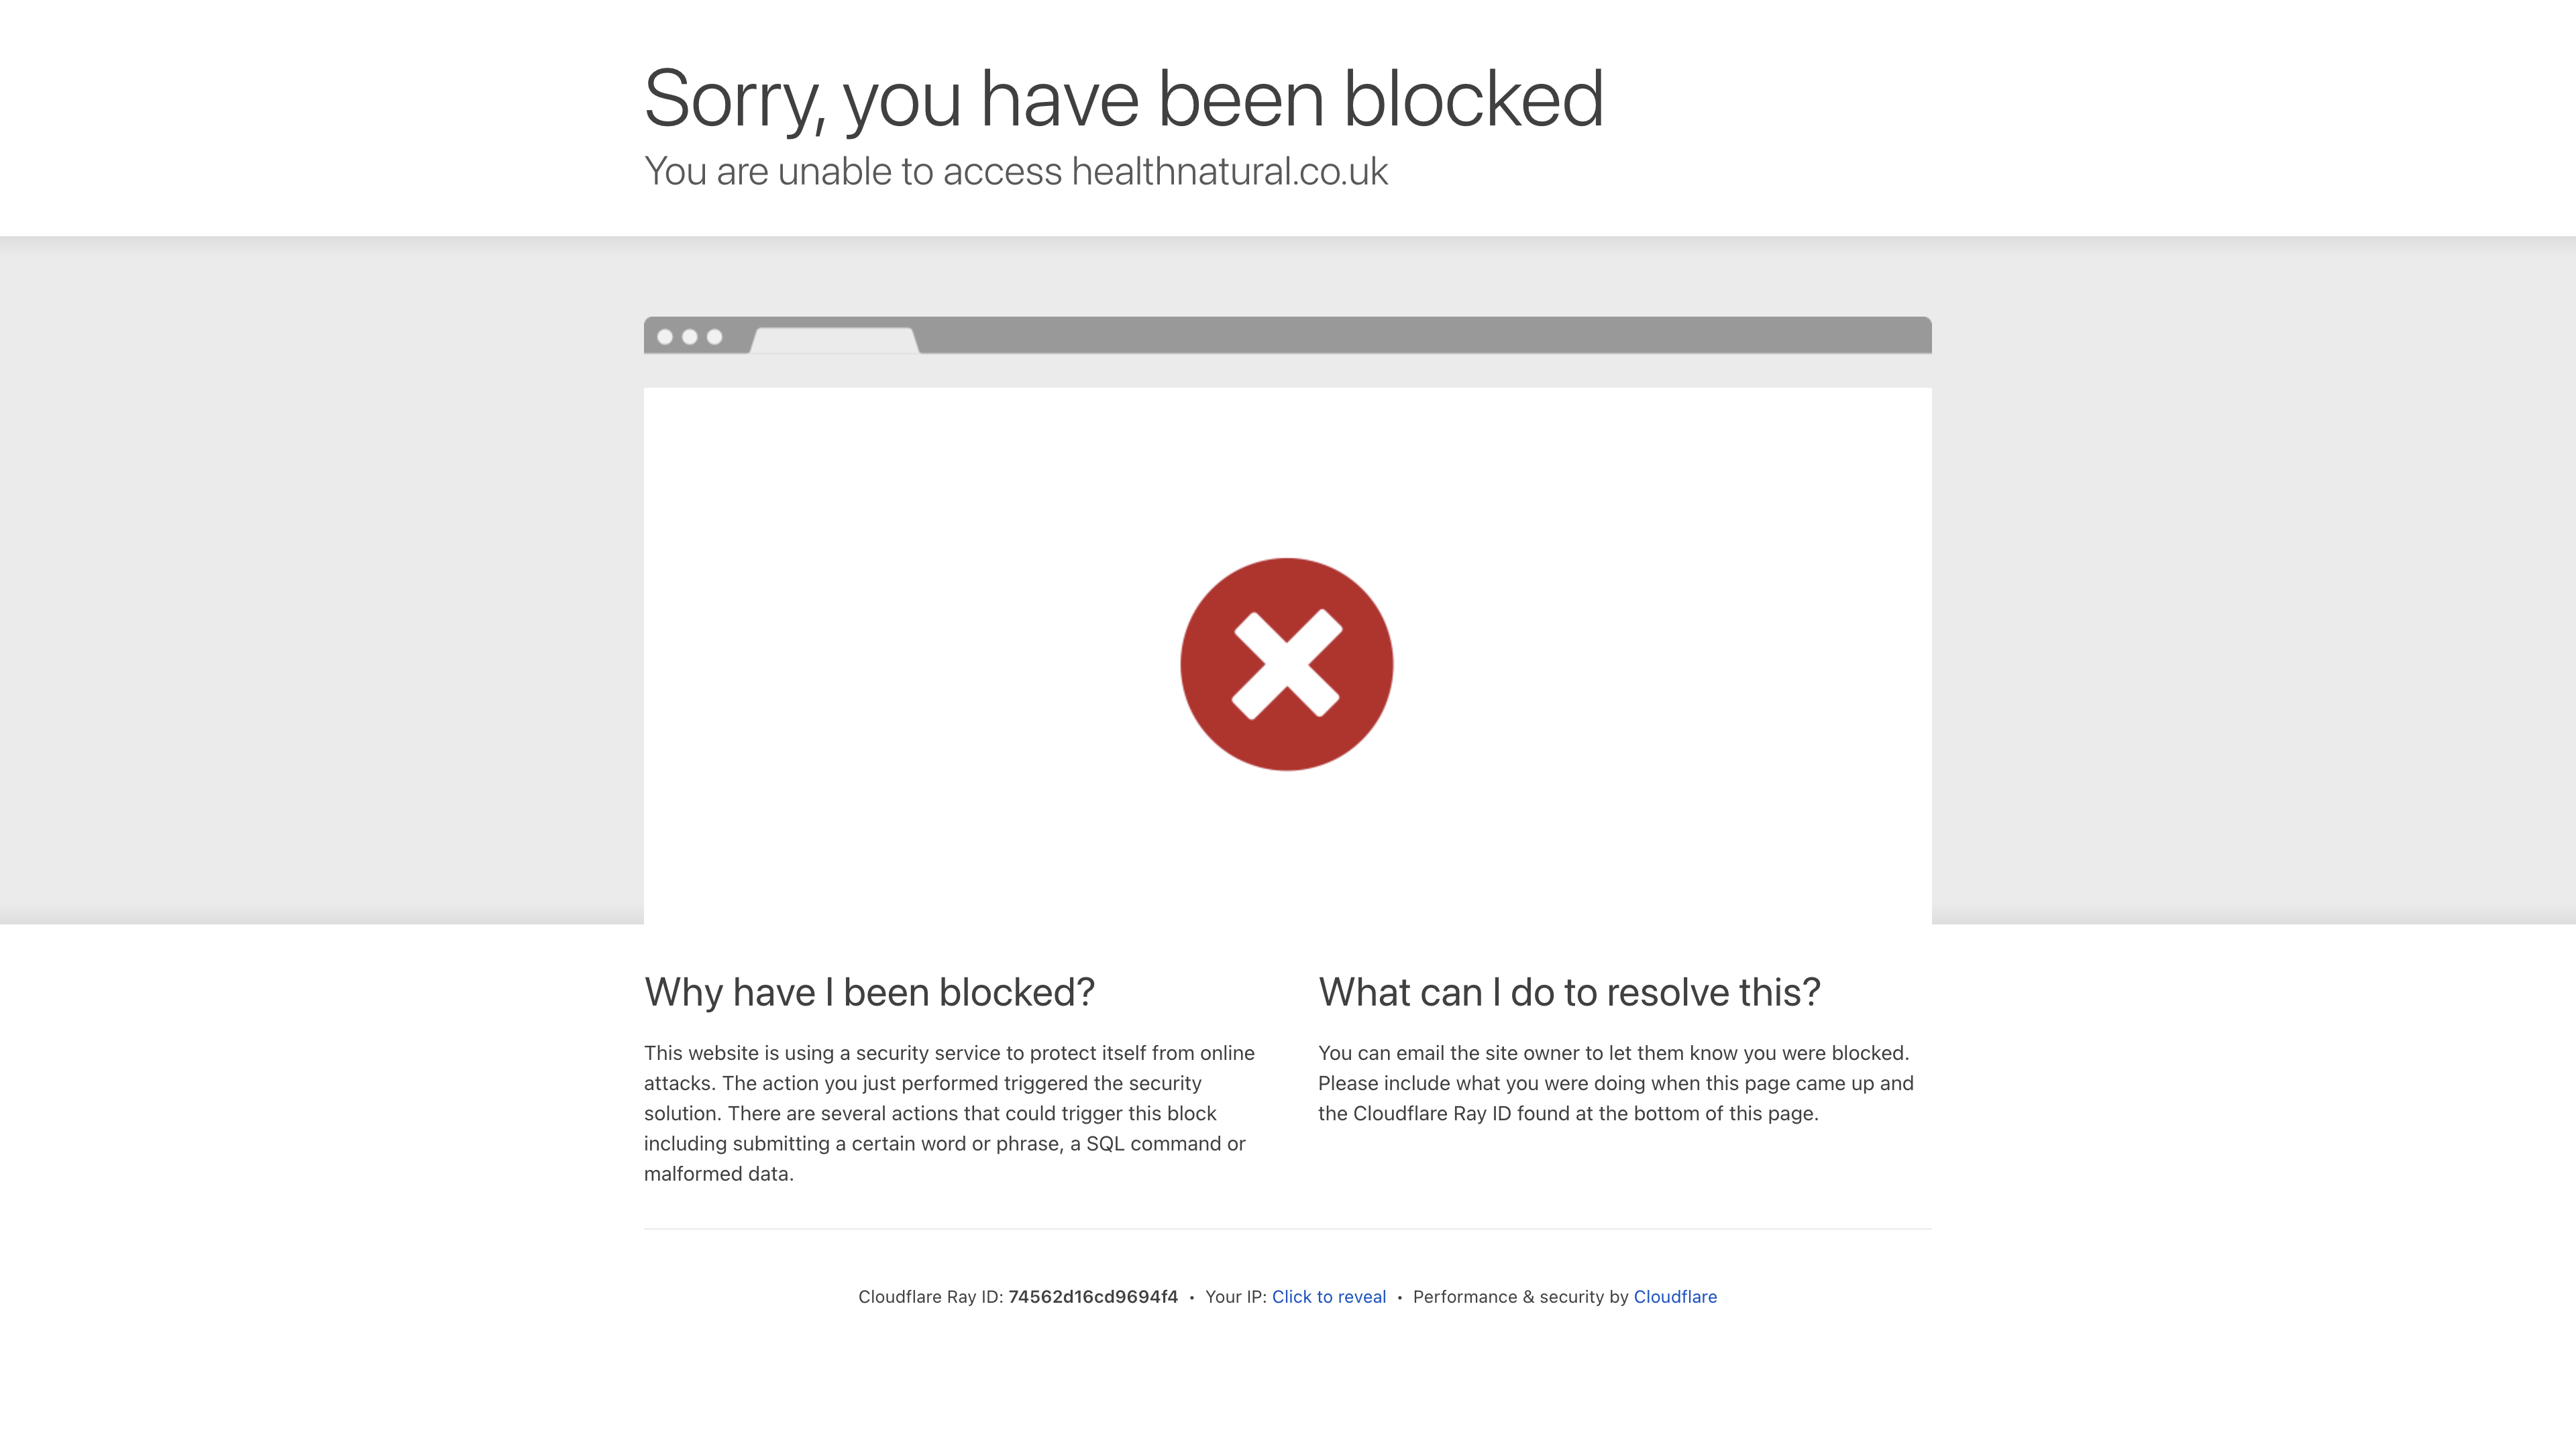 Sorry, you have been blocked
You are unable to access healthnatural.co.uk
Why have I been blocked?
This website is using a security service to protect itself from online
attacks. The action you just performed triggered the security
solution. There are several actions that could trigger this block
including submitting a certain word or phrase, a SQL command or
malformed data.
What can I do to resolve this?
You can email the site owner to let them know you were blocked.
Please include what you were doing when this page came up and
the Cloudflare Ray ID found at the bottom of this page.
Cloudflare Ray ID: 74562d16cd9694f4 • Your IP: Click to reveal • Performance & security by Cloudflare